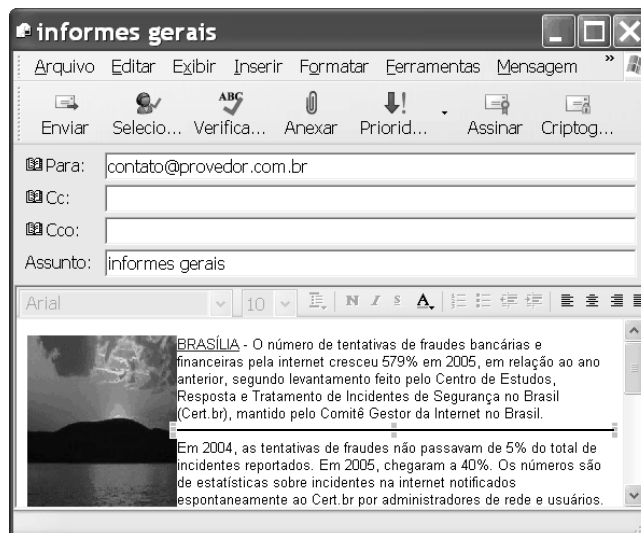 informes gerais
Arquivo Editar Exibir Inserir Formatar Ferramentas Mensagem »
Enviar Selecio... Verifica... Anexar Priorid... Assinar Criptog...
Para: contato@provedor.com.br
Cc:
Cco:
Assunto: informes gerais
Arial 10 N I S A
BRASÍLIA - O número de tentativas de fraudes bancárias e
financeiras pela internet cresceu 579% em 2005, em relação ao ano
anterior, segundo levantamento feito pelo Centro de Estudos,
Resposta e Tratamento de Incidentes de Segurança no Brasil
(Cert.br), mantido pelo Comitê Gestor da Internet no Brasil.
Em 2004, as tentativas de fraudes não passavam de 5% do total de
incidentes reportados. Em 2005, chegaram a 40%. Os números são
de estatísticas sobre incidentes na internet notificados
espontaneamente ao Cert.br por administradores de rede e usuários.